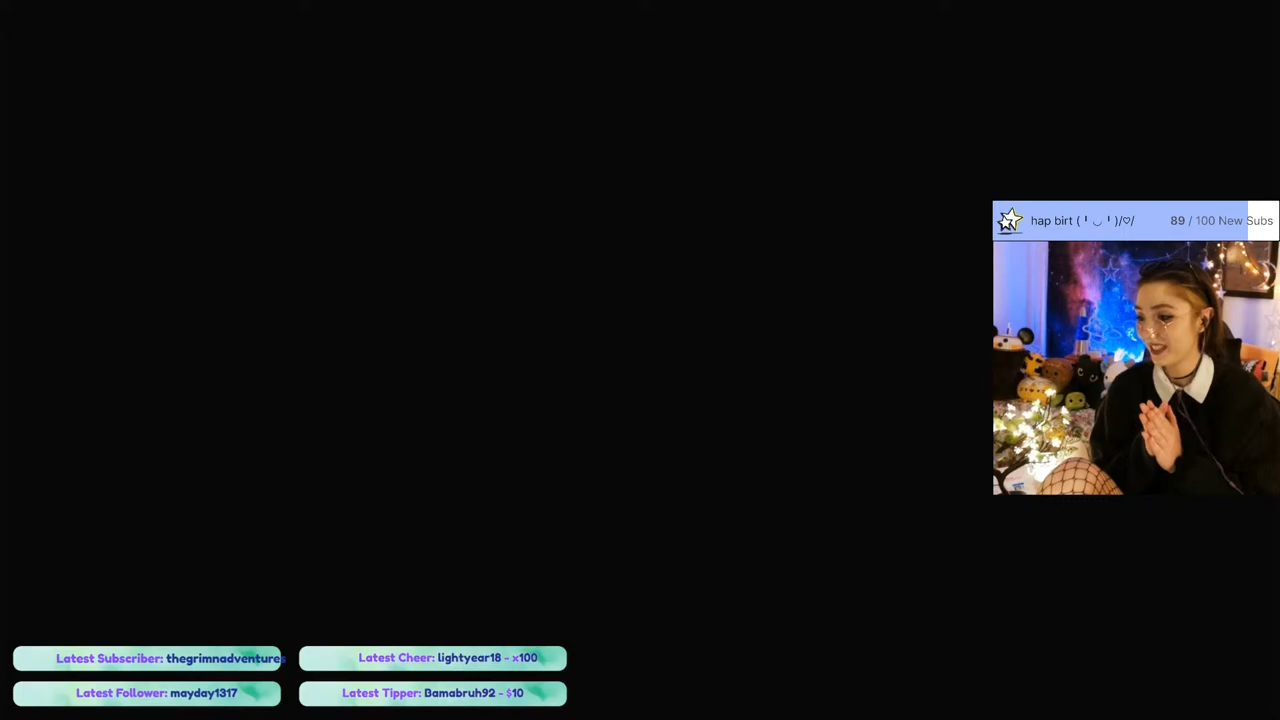 hap birt ( ╹ ◡ ╹ )/♡/ 89 / 100 New Subs
Latest Subscriber: thegrimnadventures
Latest Cheer: lightyear18 - x100
Latest Follower: mayday1317
Latest Tipper: Bamabruh92 - $10